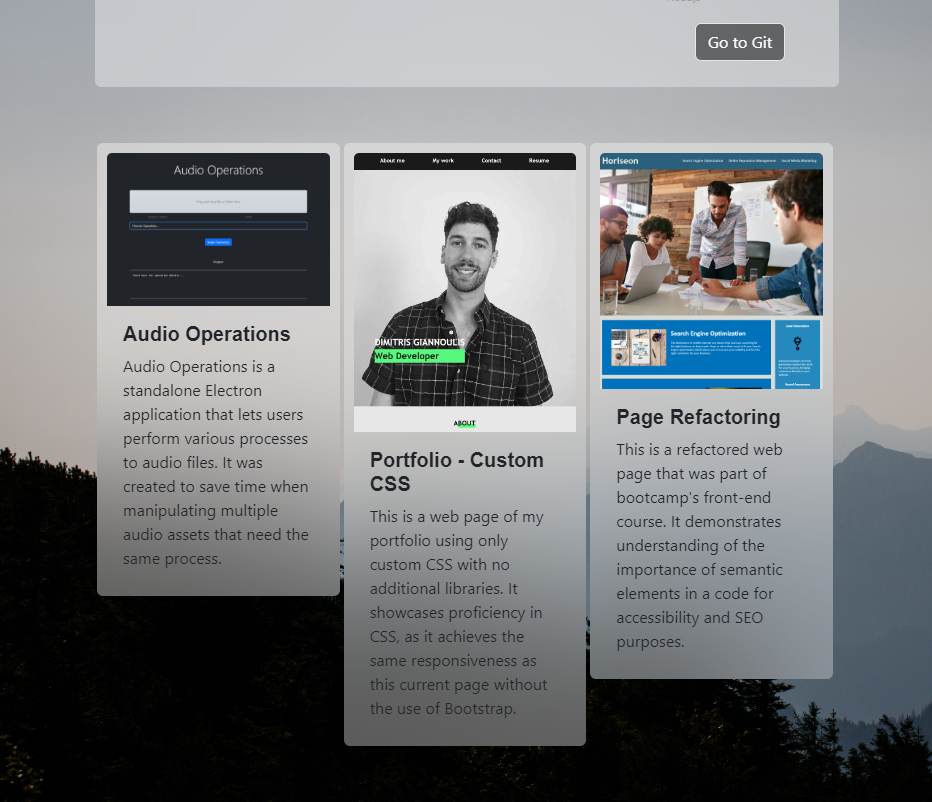 Go to Git
Audio Operations
Audio Operations
Audio Operations is a
standalone Electron
application that lets users
perform various processes
to audio files. It was
created to save time when
manipulating multiple
audio assets that need the
same process.
About me
My work
Contact
Resume
DIMITRIS GIANNOULIS
Web Developer
ABOUT
Portfolio - Custom
CSS
This is a web page of my
portfolio using only
custom CSS with no
additional libraries. It
showcases proficiency in
CSS, as it achieves the
same responsiveness as
this current page without
the use of Bootstrap.
Horiseon
Search Engine Optimization
Online Reputation Management
Social Media Marketing
Search Engine Optimization
Page Refactoring
This is a refactored web
page that was part of
bootcamp's front-end
course. It demonstrates
understanding of the
importance of semantic
elements in a code for
accessibility and SEO
purposes.